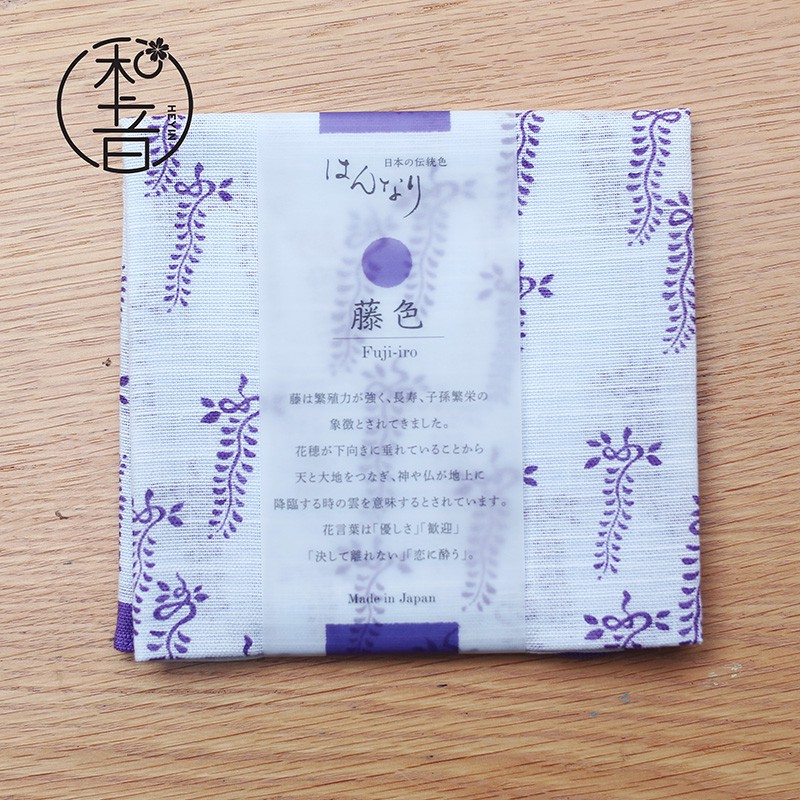 和音
HEYIN
日本の伝統色
はんなり
藤色
Fuji-iro
藤は繁殖力が強く、長寿、子孫繁栄の
象徴とされてきました。
花穂が下向きに垂れていることから
天と大地をつなぎ、神や仏が地上に
降臨する時の雲を意味するとされています。
花言葉は「優しさ」「歓迎」
「決して離れない」「恋に酔う」。
Made in Japan